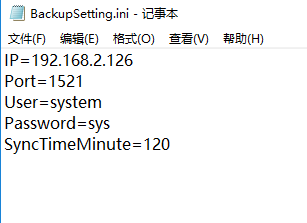 BackupSetting.ini - 记事本
文件(F) 编辑(E) 格式(O) 查看(V) 帮助(H)
IP=192.168.2.126
Port=1521
User=system
Password=sys
SyncTimeMinute=120